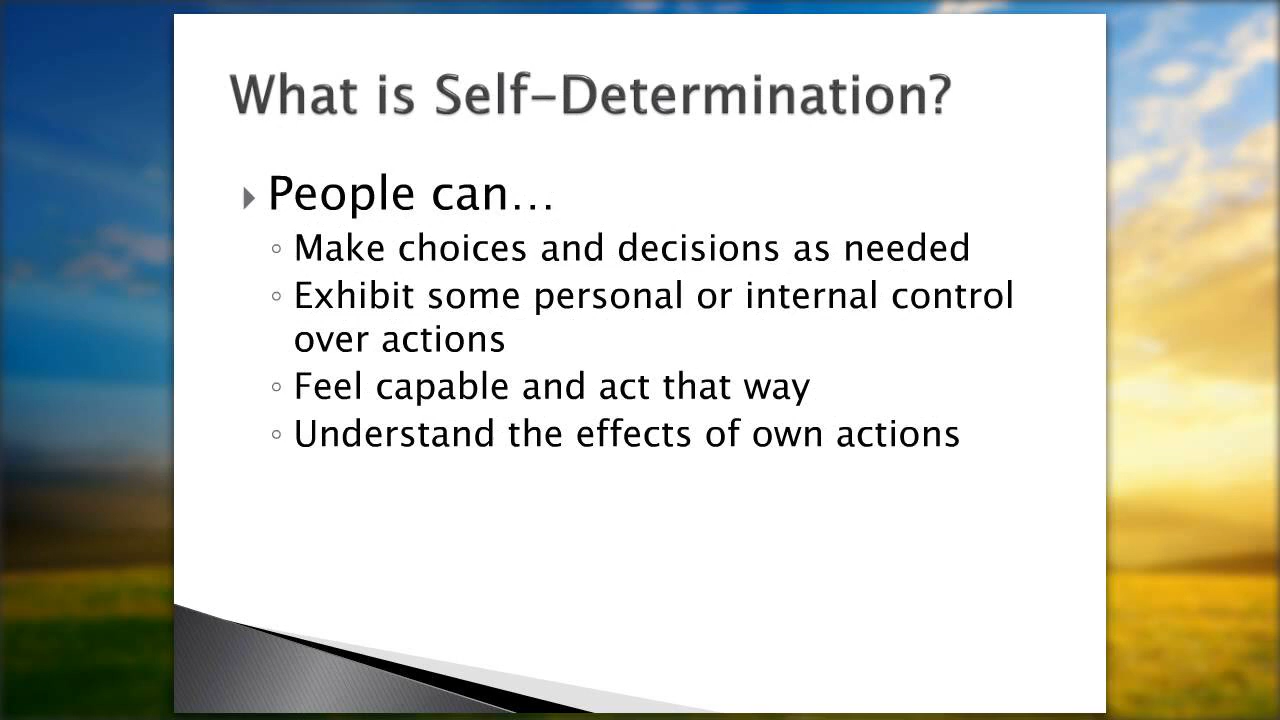 What is Self-Determination?
People can...
Make choices and decisions as needed
Exhibit some personal or internal control
over actions
Feel capable and act that way
Understand the effects of own actions